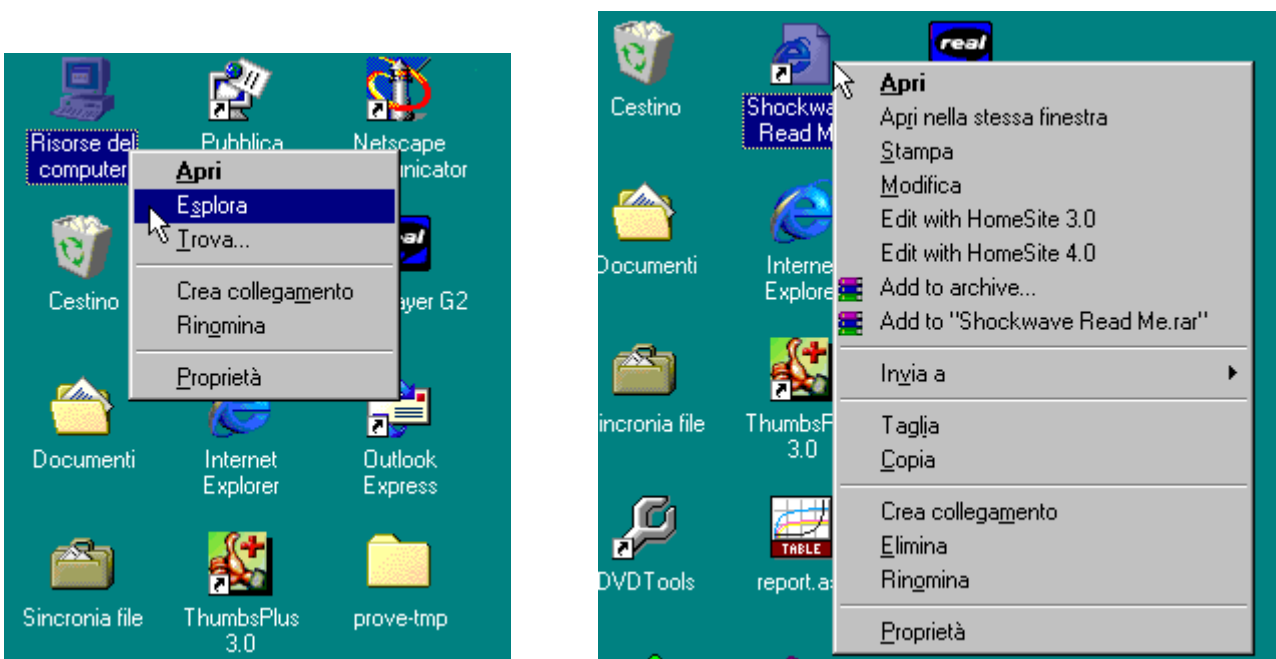 Risorse del
computer
Pubblica
Netscape
Apri
Esplora
Trova...
Crea collegamento
Rinomina
Proprietà
Cestino
Documenti
Internet
Explorer
Outlook
Express
Sincronia file
ThumbsPlus
3.0
prove-tmp
real
Cestino
Shockwa
Read M
Documenti
Interne
Explore
incronia file
ThumbsP
3.0
DVDTools
TABLE
report.as
Apri
Apri nella stessa finestra
Stampa
Modifica
Edit with HomeSite 3.0
Edit with HomeSite 4.0
Add to archive...
Add to "Shockwave Read Me.rar"
Invia a
Taglia
Copia
Crea collegamento
Elimina
Rinomina
Proprietà